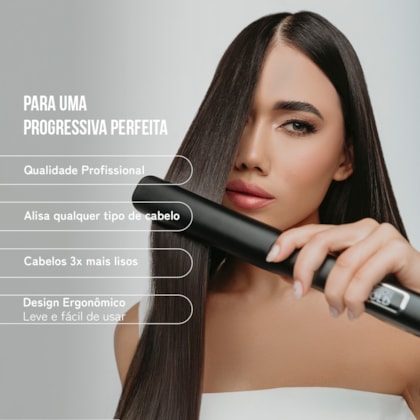 PARA UMA
PROGRESSIVA PERFEITA
Qualidade Profissional
Alisa qualquer tipo de cabelo
Cabelos 3x mais lisos
Design Ergonômico
Leve e fácil de usar